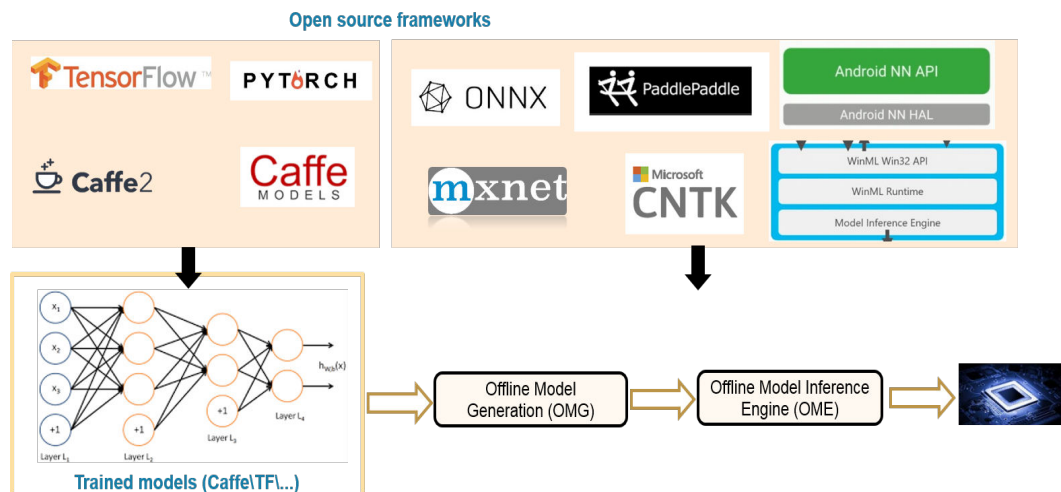 Open source frameworks
TensorFlow™
PYTORCH
Caffe2
Caffe
MODELS
ONNX
PaddlePaddle
mxnet
Microsoft
CNTK
Android NN API
Android NN HAL
WinML Win32 API
WinML Runtime
Model Inference Engine
x1
x2
x3
+1
+1
+1
hW,b(x)
Layer L1
Layer L2
Layer L3
Layer L4
Trained models (Caffe\TF\...)
Offline Model
Generation (OMG)
Offline Model Inference
Engine (OME)